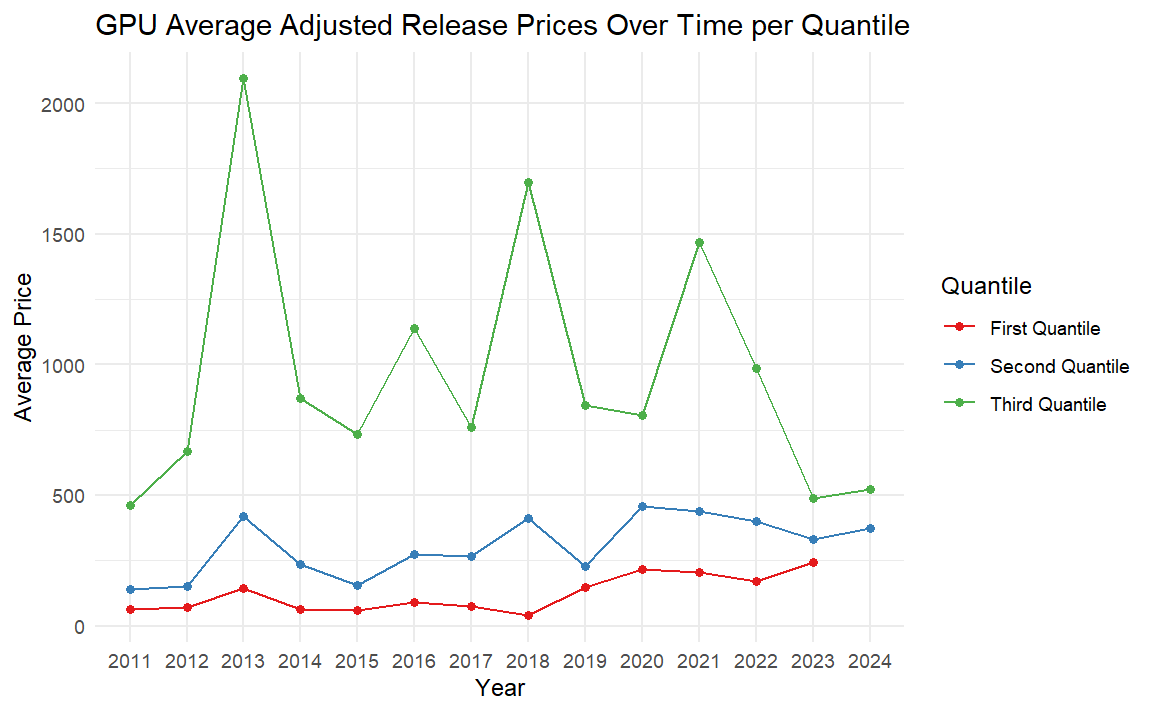 GPU Average Adjusted Release Prices Over Time per Quantile
Average Price
2000
1500
1000
500
0
2011 2012 2013 2014 2015 2016 2017 2018 2019 2020 2021 2022 2023 2024
Year
Quantile
First Quantile
Second Quantile
Third Quantile